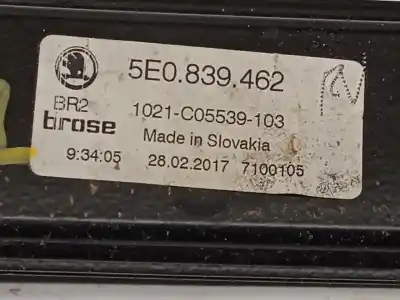 5E0.839.462
BR2
brose
1021-C05539-103
Made in Slovakia
9:34:05 28.02.2017 7100105